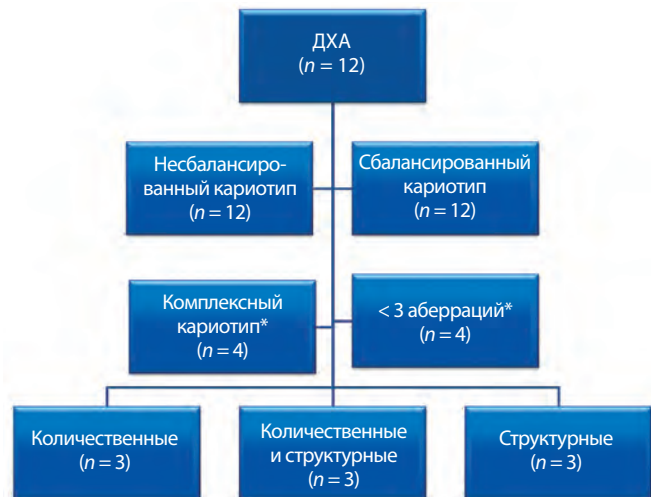 ДХА
(n = 12)
Несбалансиро-
ванный кариотип
(n = 12)
Сбалансированный
кариотип
(n = 12)
Комплексный
кариотип*
(n = 4)
< 3 аберраций*
(n = 4)
Количественные
(n = 3)
Количественные
и структурные
(n = 3)
Структурные
(n = 3)